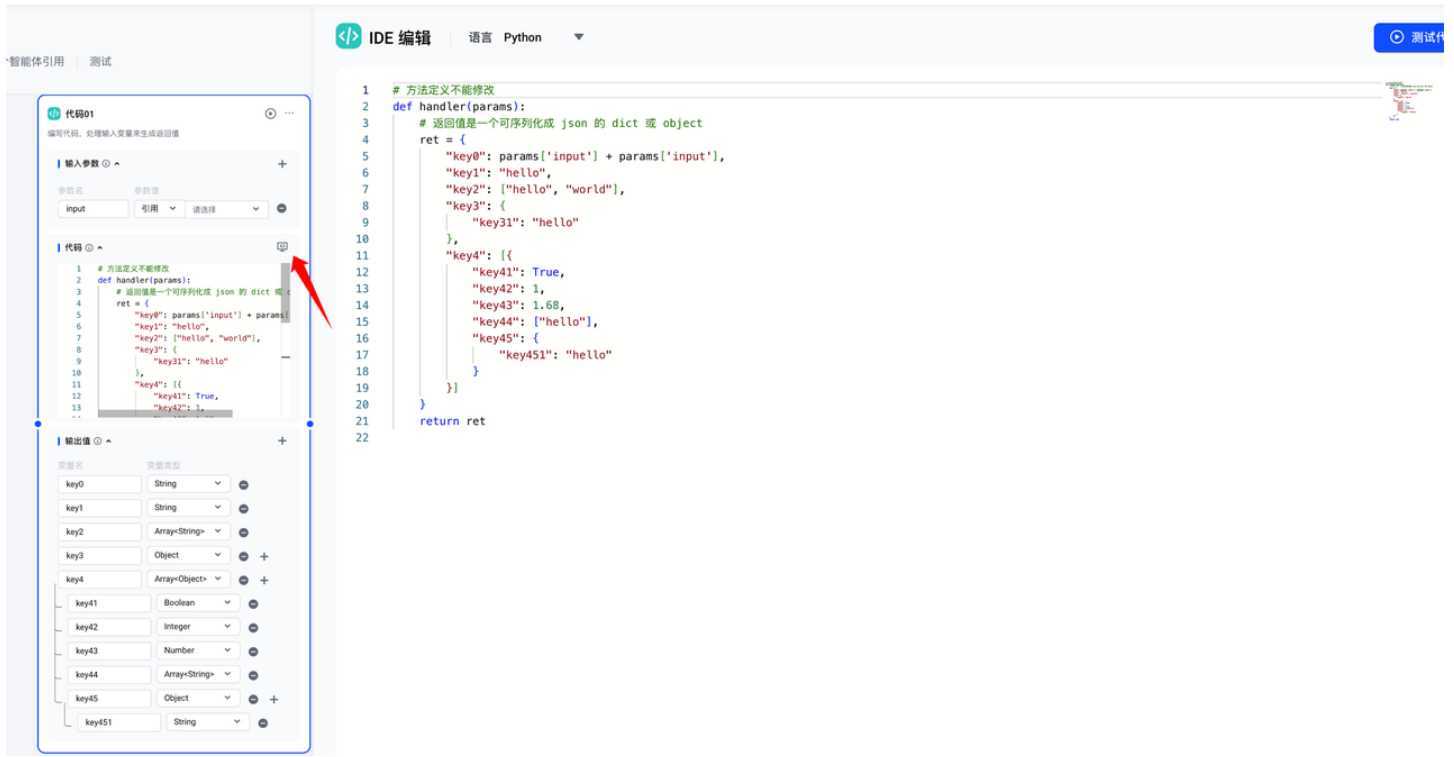 IDE 编辑 语言 Python
测试代
智能体引用 测试
代码01
编写代码，处理输入变量来生成返回值
输入参数
参数名 参数值
input 引用 请选择
代码
1 # 方法定义不能修改
2 def handler(params):
3 # 返回值是一个可序列化成 json 的 dict 或 o
4 ret = {
5 "key0": params['input'] + params[
6 "key1": "hello",
7 "key2": ["hello", "world"],
8 "key3": {
9 "key31": "hello"
10 },
11 "key4": [{
12 "key41": True,
13 "key42": 1,
输出值
变量名 变量类型
key0 String
key1 String
key2 Array<String>
key3 Object
key4 Array<Object>
key41 Boolean
key42 Integer
key43 Number
key44 Array<String>
key45 Object
key451 String
1 # 方法定义不能修改
2 def handler(params):
3 # 返回值是一个可序列化成 json 的 dict 或 object
4 ret = {
5 "key0": params['input'] + params['input'],
6 "key1": "hello",
7 "key2": ["hello", "world"],
8 "key3": {
9 "key31": "hello"
10 },
11 "key4": [{
12 "key41": True,
13 "key42": 1,
14 "key43": 1.68,
15 "key44": ["hello"],
16 "key45": {
17 "key451": "hello"
18 }
19 }]
20 }
21 return ret
22